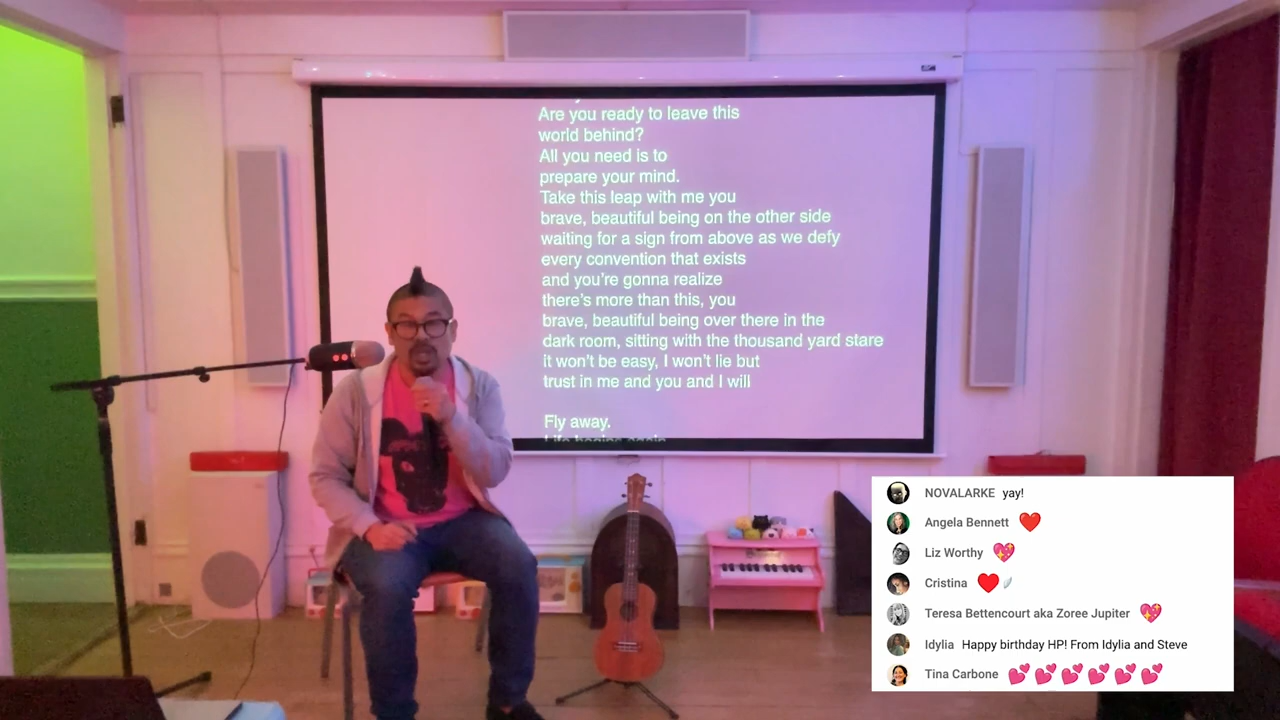 Are you ready to leave this
world behind?
All you need is to
prepare your mind.
Take this leap with me you
brave, beautiful being on the other side
waiting for a sign from above as we defy
every convention that exists
and you're gonna realize
there's more than this, you
brave, beautiful being over there in the
dark room, sitting with the thousand yard stare
it won't be easy, I won't lie but
trust in me and you and I will
Fly away.
Life begins again
NOVALARKE yay!
Angela Bennett ❤️
Liz Worthy 💖
Cristina ❤️🪶
Teresa Bettencourt aka Zoree Jupiter 💖
Idylia Happy birthday HP! From Idylia and Steve
Tina Carbone 💕💕💕💕💕💕